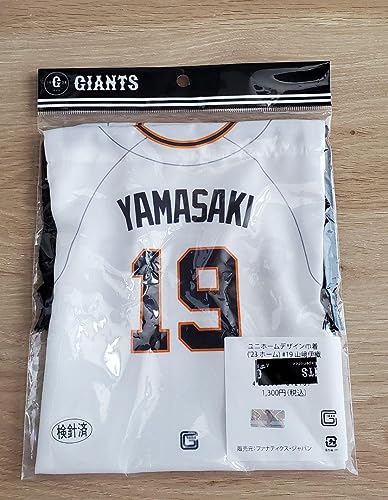 G GIANTS
YAMASAKI
19
検針済
G
ユニホームデザイン巾着
('23 ホーム) #19 山﨑伊織
1,300円(税込)
G
販売元:ファナティクス・ジャパン